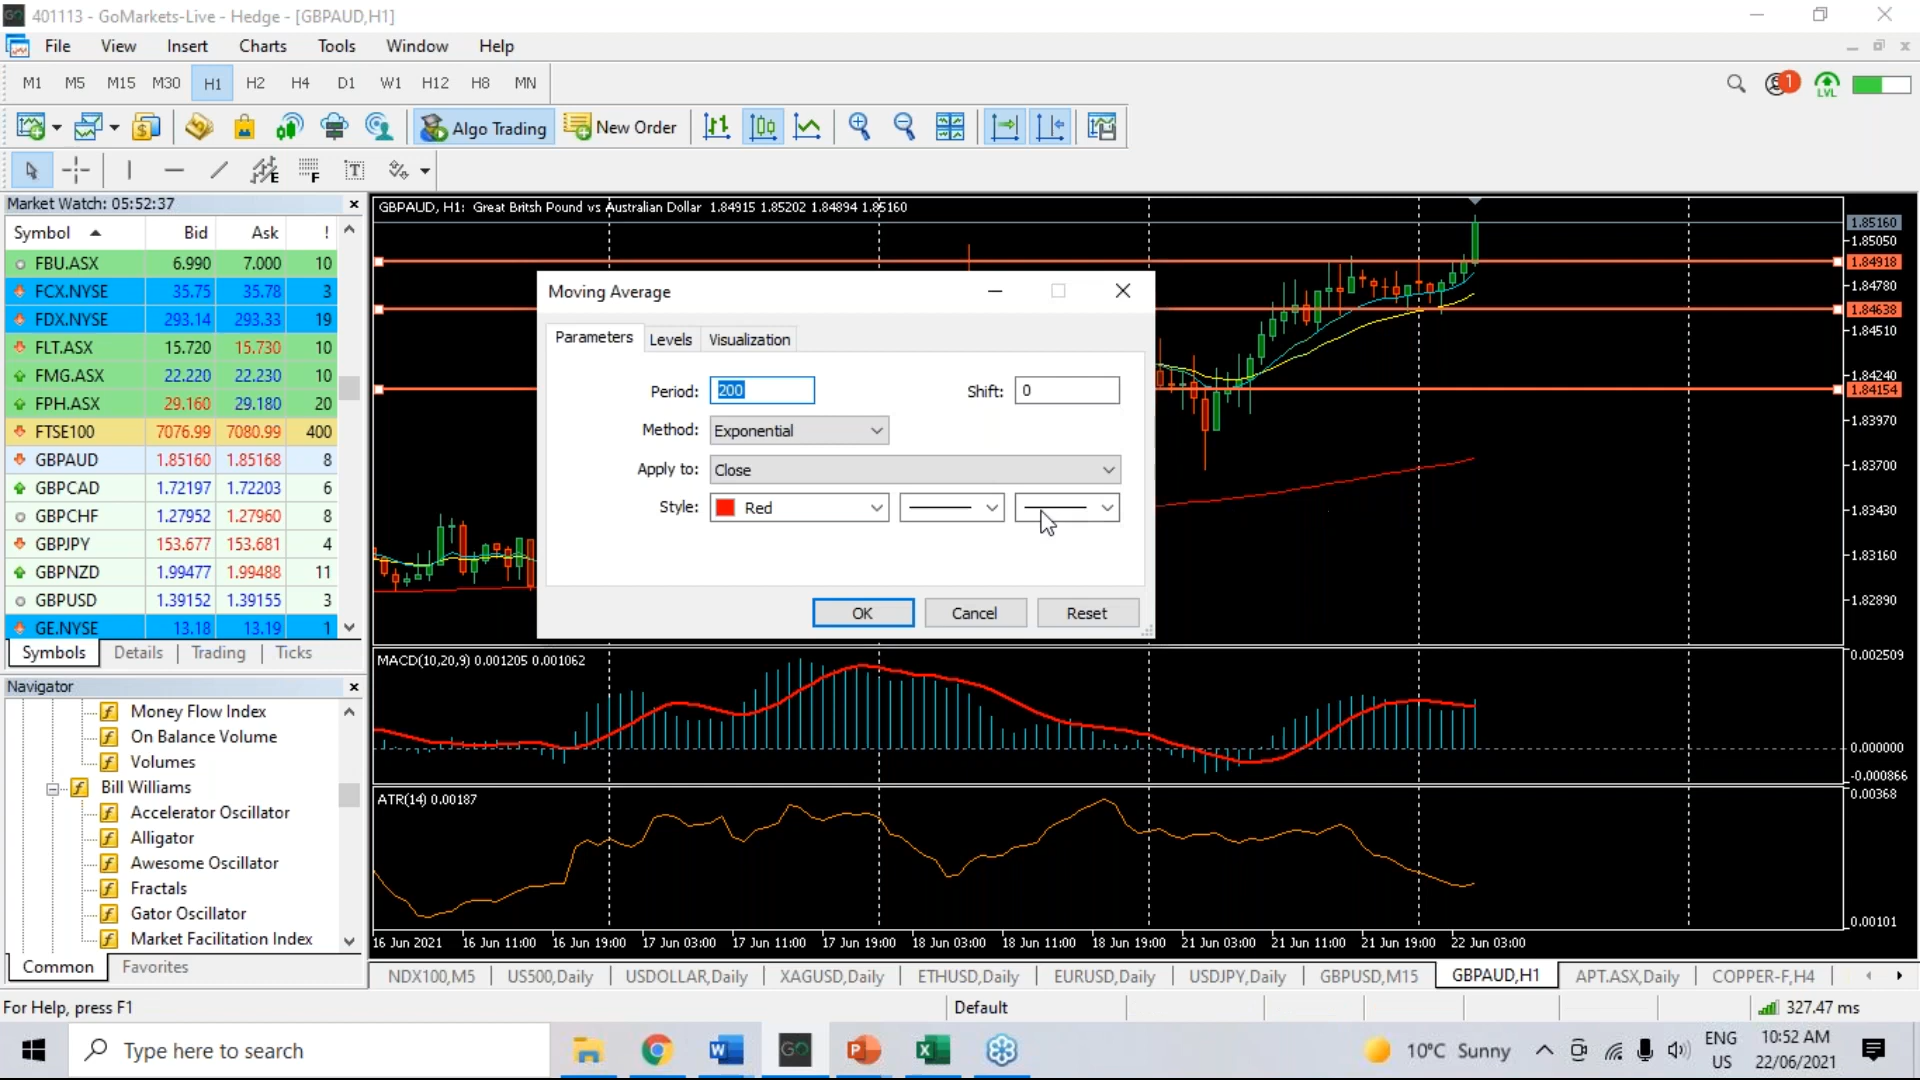 401113 - GoMarkets-Live - Hedge - [GBPAUD,H1]
File View Insert Charts Tools Window Help
M1 M5 M15 M30 H1 H2 H4 D1 W1 H12 H8 MN
1
LVL
Algo Trading New Order
E F T
Market Watch: 05:52:37
Symbol Bid Ask !
FBU.ASX 6.990 7.000 10
FCX.NYSE 35.75 35.78 3
FDX.NYSE 293.14 293.33 19
FLT.ASX 15.720 15.730 10
FMG.ASX 22.220 22.230 10
FPH.ASX 29.160 29.180 20
FTSE100 7076.99 7080.99 400
GBPAUD 1.85160 1.85168 8
GBPCAD 1.72197 1.72203 6
GBPCHF 1.27952 1.27960 8
GBPJPY 153.677 153.681 4
GBPNZD 1.99477 1.99488 11
GBPUSD 1.39152 1.39155 3
GE.NYSE 13.18 13.19 1
Symbols Details Trading Ticks
Navigator
Money Flow Index
On Balance Volume
Volumes
Bill Williams
Accelerator Oscillator
Alligator
Awesome Oscillator
Fractals
Gator Oscillator
Market Facilitation Index
Common Favorites
GBPAUD, H1: Great Britsh Pound vs Australian Dollar 1.84915 1.85202 1.84894 1.85160
1.85160
1.85050
1.84918
1.84780
1.84638
1.84510
1.84240
1.84154
1.83970
1.83700
1.83430
1.83160
1.82890
Moving Average
Parameters Levels Visualization
Period: 200 Shift: 0
Method: Exponential
Apply to: Close
Style: Red
OK Cancel Reset
MACD(10,20,9) 0.001205 0.001062
0.002509
0.000000
-0.000866
ATR(14) 0.00187
0.00368
0.00101
16 Jun 2021 16 Jun 11:00 16 Jun 19:00 17 Jun 03:00 17 Jun 11:00 17 Jun 19:00 18 Jun 03:00 18 Jun 11:00 18 Jun 19:00 21 Jun 03:00 21 Jun 11:00 21 Jun 19:00 22 Jun 03:00
NDX100,M5 US500,Daily USDOLLAR,Daily XAGUSD,Daily ETHUSD,Daily EURUSD,Daily USDJPY,Daily GBPUSD,M15 GBPAUD,H1 APT.ASX,Daily COPPER-F,H4
For Help, press F1 Default 327.47 ms
Type here to search
10°C Sunny
ENG
US
10:52 AM
22/06/2021